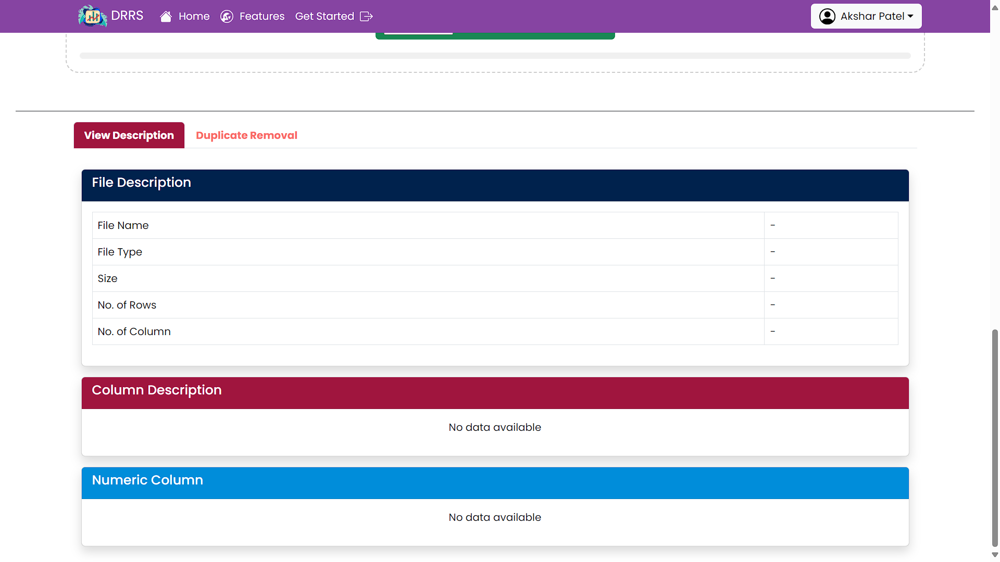 DRRS Home Features Get Started Akshar Patel
View Description Duplicate Removal
File Description
File Name -
File Type -
Size -
No. of Rows -
No. of Column -
Column Description
No data available
Numeric Column
No data available